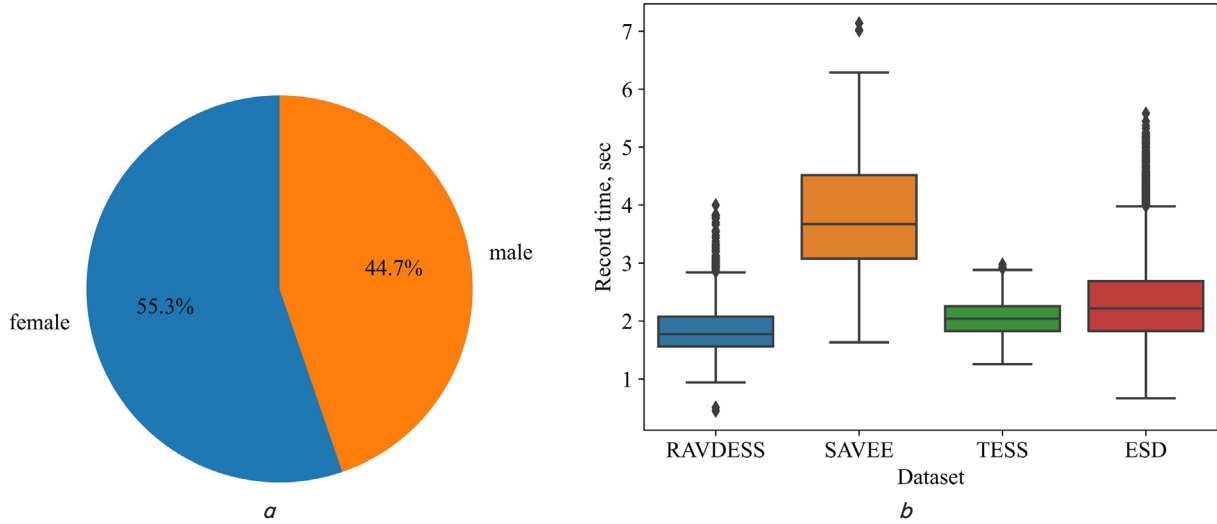 female
55.3%
44.7%
male
a
Record time, sec
7
6
5
4
3
2
1
RAVDESS
SAVEE
TESS
ESD
Dataset
b